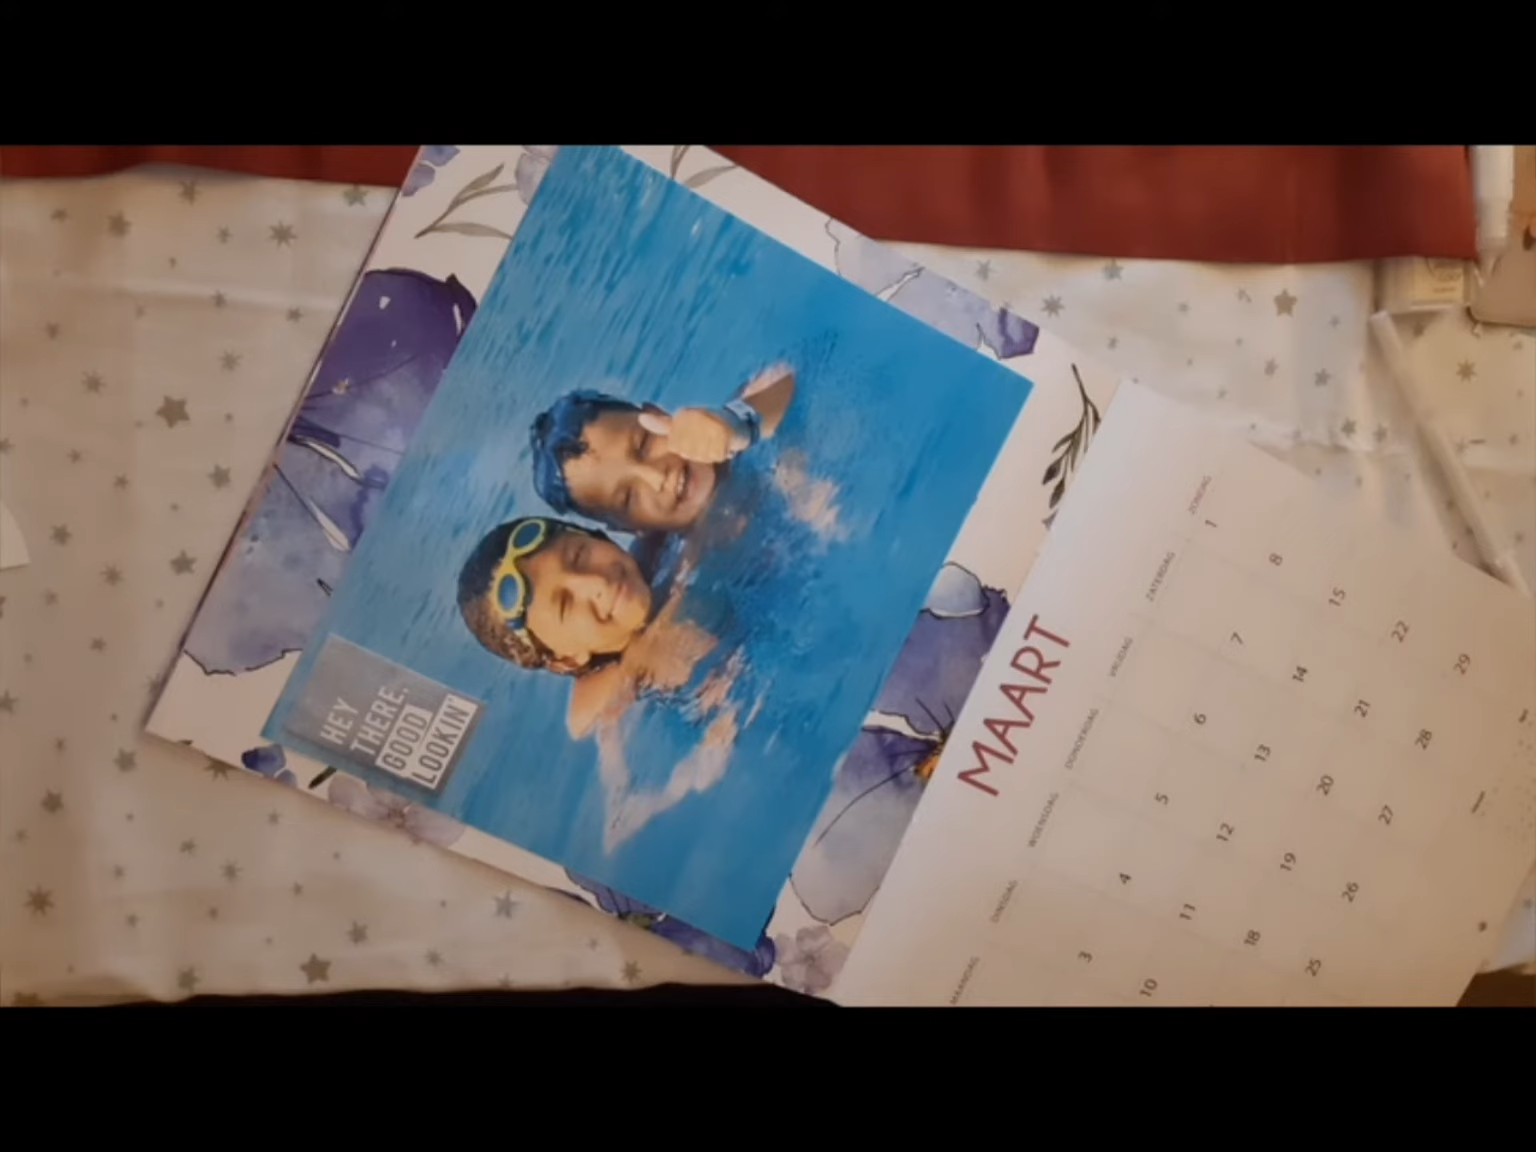 HEY
THERE,
GOOD
LOOKIN'
MAART
MAANDAG DINSDAG WOENSDAG DONDERDAG VRIJDAG ZATERDAG ZONDAG
1
3 4 5 6 7 8
10 11 12 13 14 15
18 19 20 21 22
25 26 27 28 29